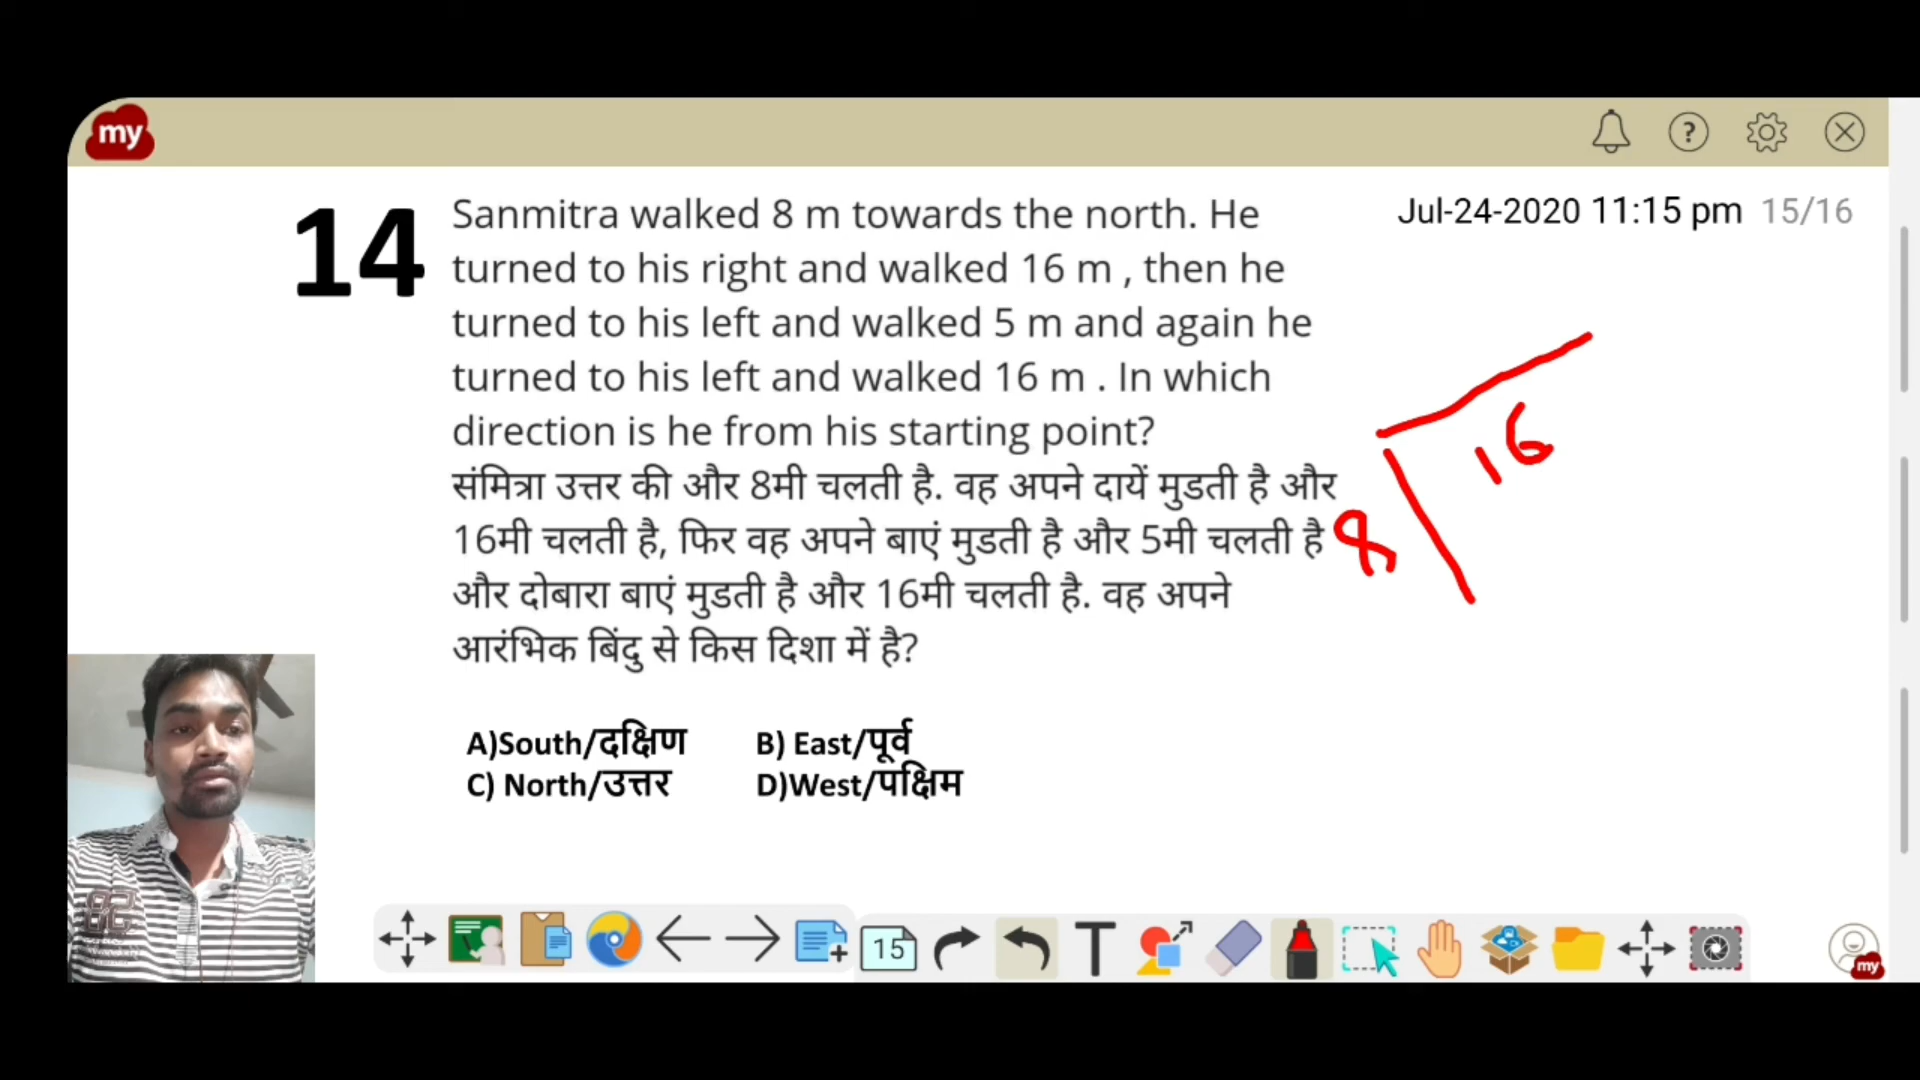 my
14
Sanmitra walked 8 m towards the north. He
turned to his right and walked 16 m , then he
turned to his left and walked 5 m and again he
turned to his left and walked 16 m . In which
direction is he from his starting point?
संमित्रा उत्तर की और 8मी चलती है. वह अपने दायें मुडती है और
16मी चलती है, फिर वह अपने बाएं मुडती है और 5मी चलती है
और दोबारा बाएं मुडती है और 16मी चलती है. वह अपने
आरंभिक बिंदु से किस दिशा में है?
A)South/दक्षिण B) East/पूर्व
C) North/उत्तर D)West/पक्षिम
Jul-24-2020 11:15 pm 15/16
16
8
15
T
my